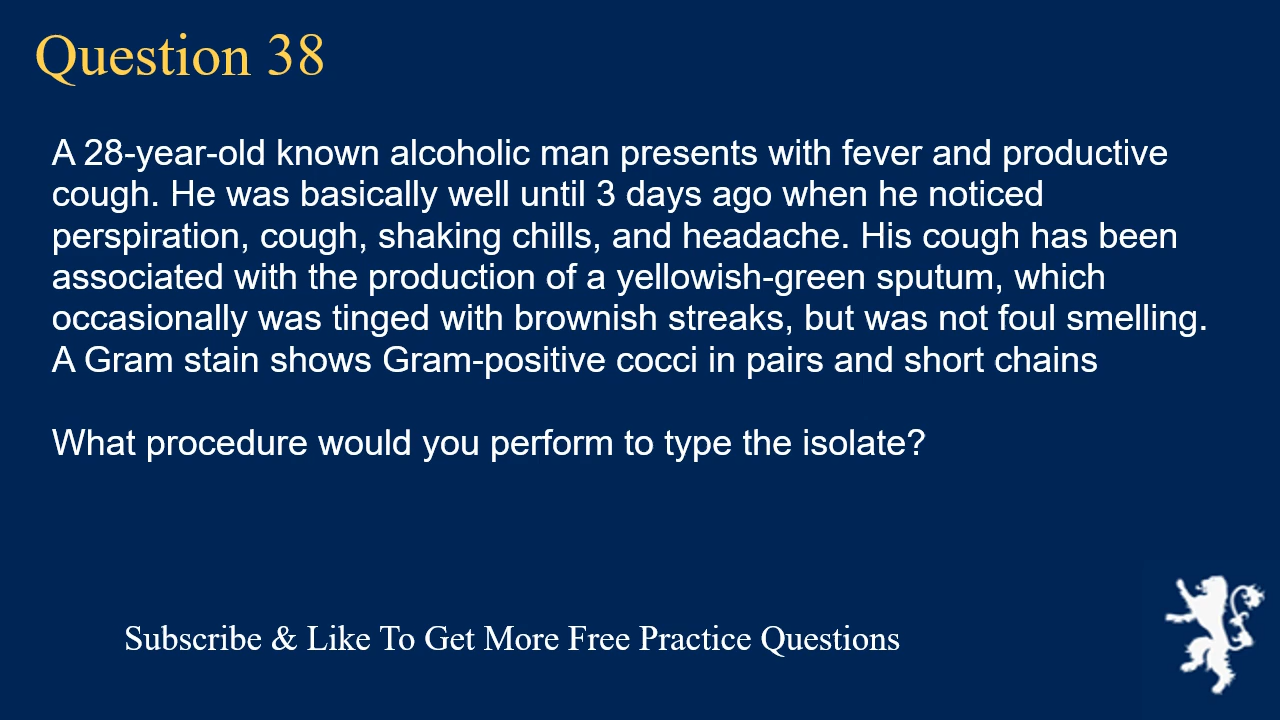 Question 38
A 28-year-old known alcoholic man presents with fever and productive
cough. He was basically well until 3 days ago when he noticed
perspiration, cough, shaking chills, and headache. His cough has been
associated with the production of a yellowish-green sputum, which
occasionally was tinged with brownish streaks, but was not foul smelling.
A Gram stain shows Gram-positive cocci in pairs and short chains
What procedure would you perform to type the isolate?
Subscribe & Like To Get More Free Practice Questions